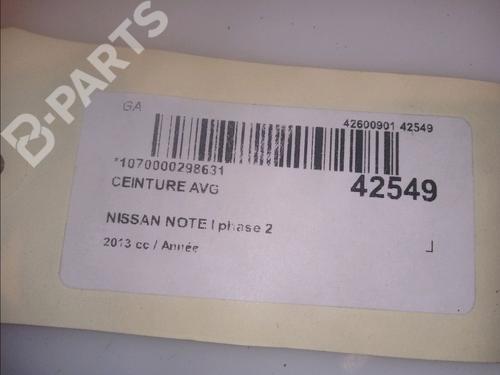 B-PARTS
GA
42600901 42549
*1070000298631
CEINTURE AVG
42549
NISSAN NOTE I phase 2
2013 cc / Année